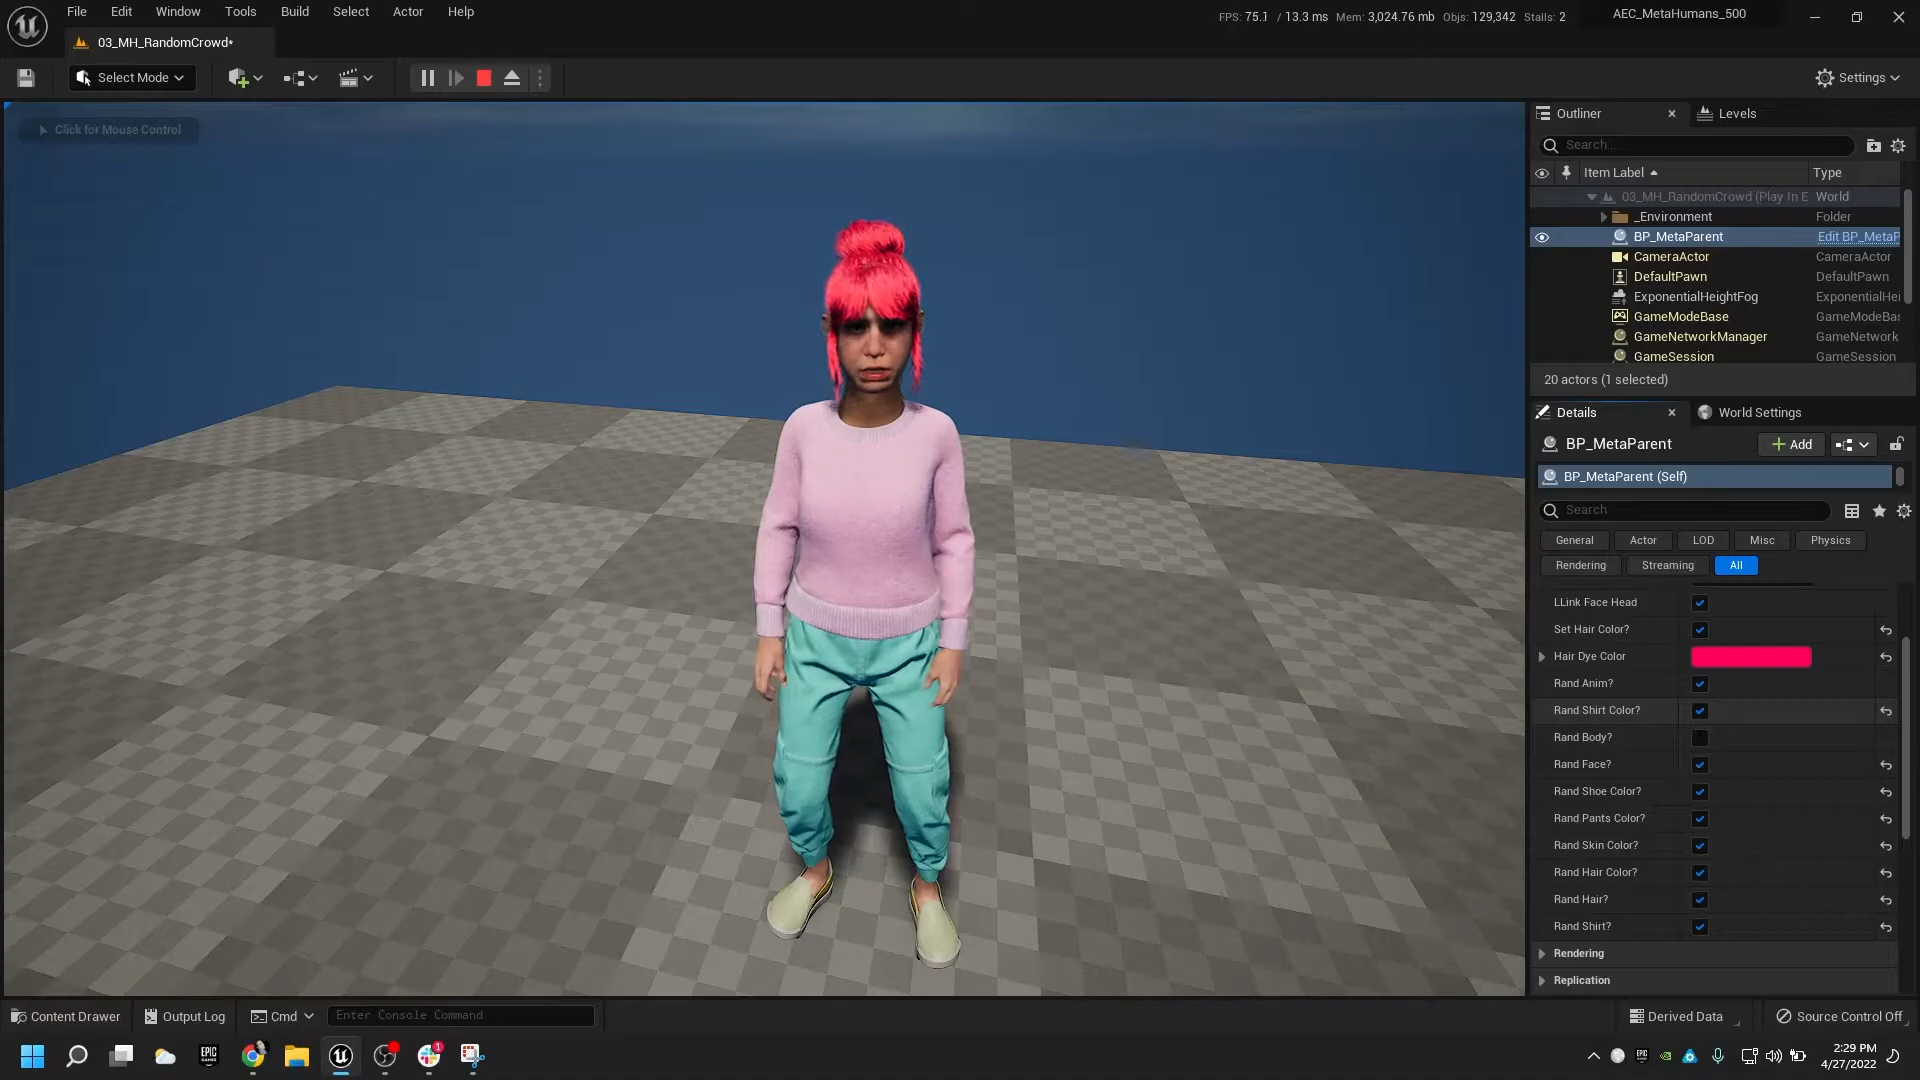 File Edit Window Tools Build Select Actor Help
FPS: 75.1 / 13.3 ms Mem: 3,024.76 mb Objs: 129,342 Stalls: 2
AEC_MetaHumans_500
03_MH_RandomCrowd*
Select Mode
Settings
Click for Mouse Control
Outliner
Levels
Search...
Item Label
Type
03_MH_RandomCrowd (Play In E World
_Environment Folder
BP_MetaParent Edit BP_MetaP
CameraActor CameraActor
DefaultPawn DefaultPawn
ExponentialHeightFog ExponentialHei
GameModeBase GameModeBas
GameNetworkManager GameNetwork
GameSession GameSession
20 actors (1 selected)
Details
World Settings
BP_MetaParent
Add
BP_MetaParent (Self)
Search
General Actor LOD Misc Physics
Rendering Streaming All
LLink Face Head
Set Hair Color?
Hair Dye Color
Rand Anim?
Rand Shirt Color?
Rand Body?
Rand Face?
Rand Shoe Color?
Rand Pants Color?
Rand Skin Color?
Rand Hair Color?
Rand Hair?
Rand Shirt?
Rendering
Replication
Content Drawer
Output Log
Cmd
Enter Console Command
Derived Data
Source Control Off
EPIC
1
2:29 PM
4/27/2022